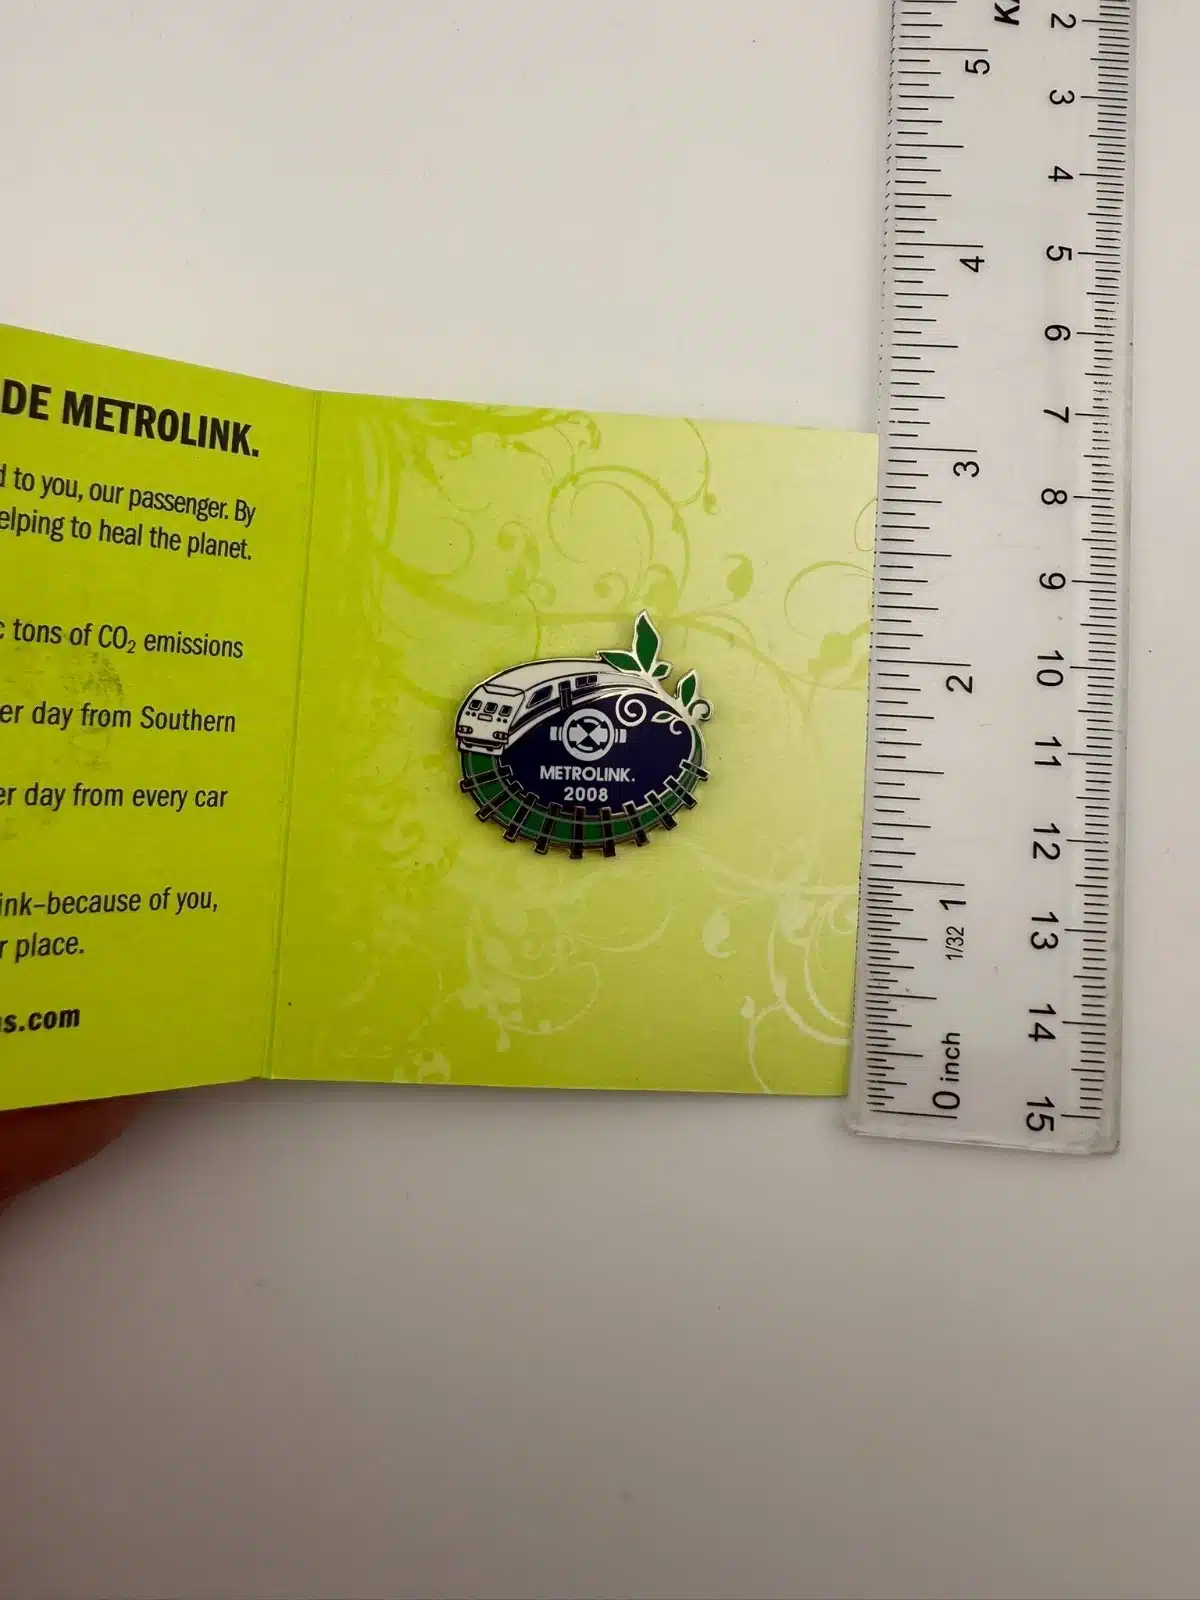 DE METROLINK.
d to you, our passenger. By
elping to heal the planet.
c tons of CO₂ emissions
er day from Southern
er day from every car
ink–because of you,
r place.
s.com
METROLINK.
2008
5
4
3
2
1
1/32
0 inch
2
3
4
5
6
7
8
9
10
11
12
13
14
15